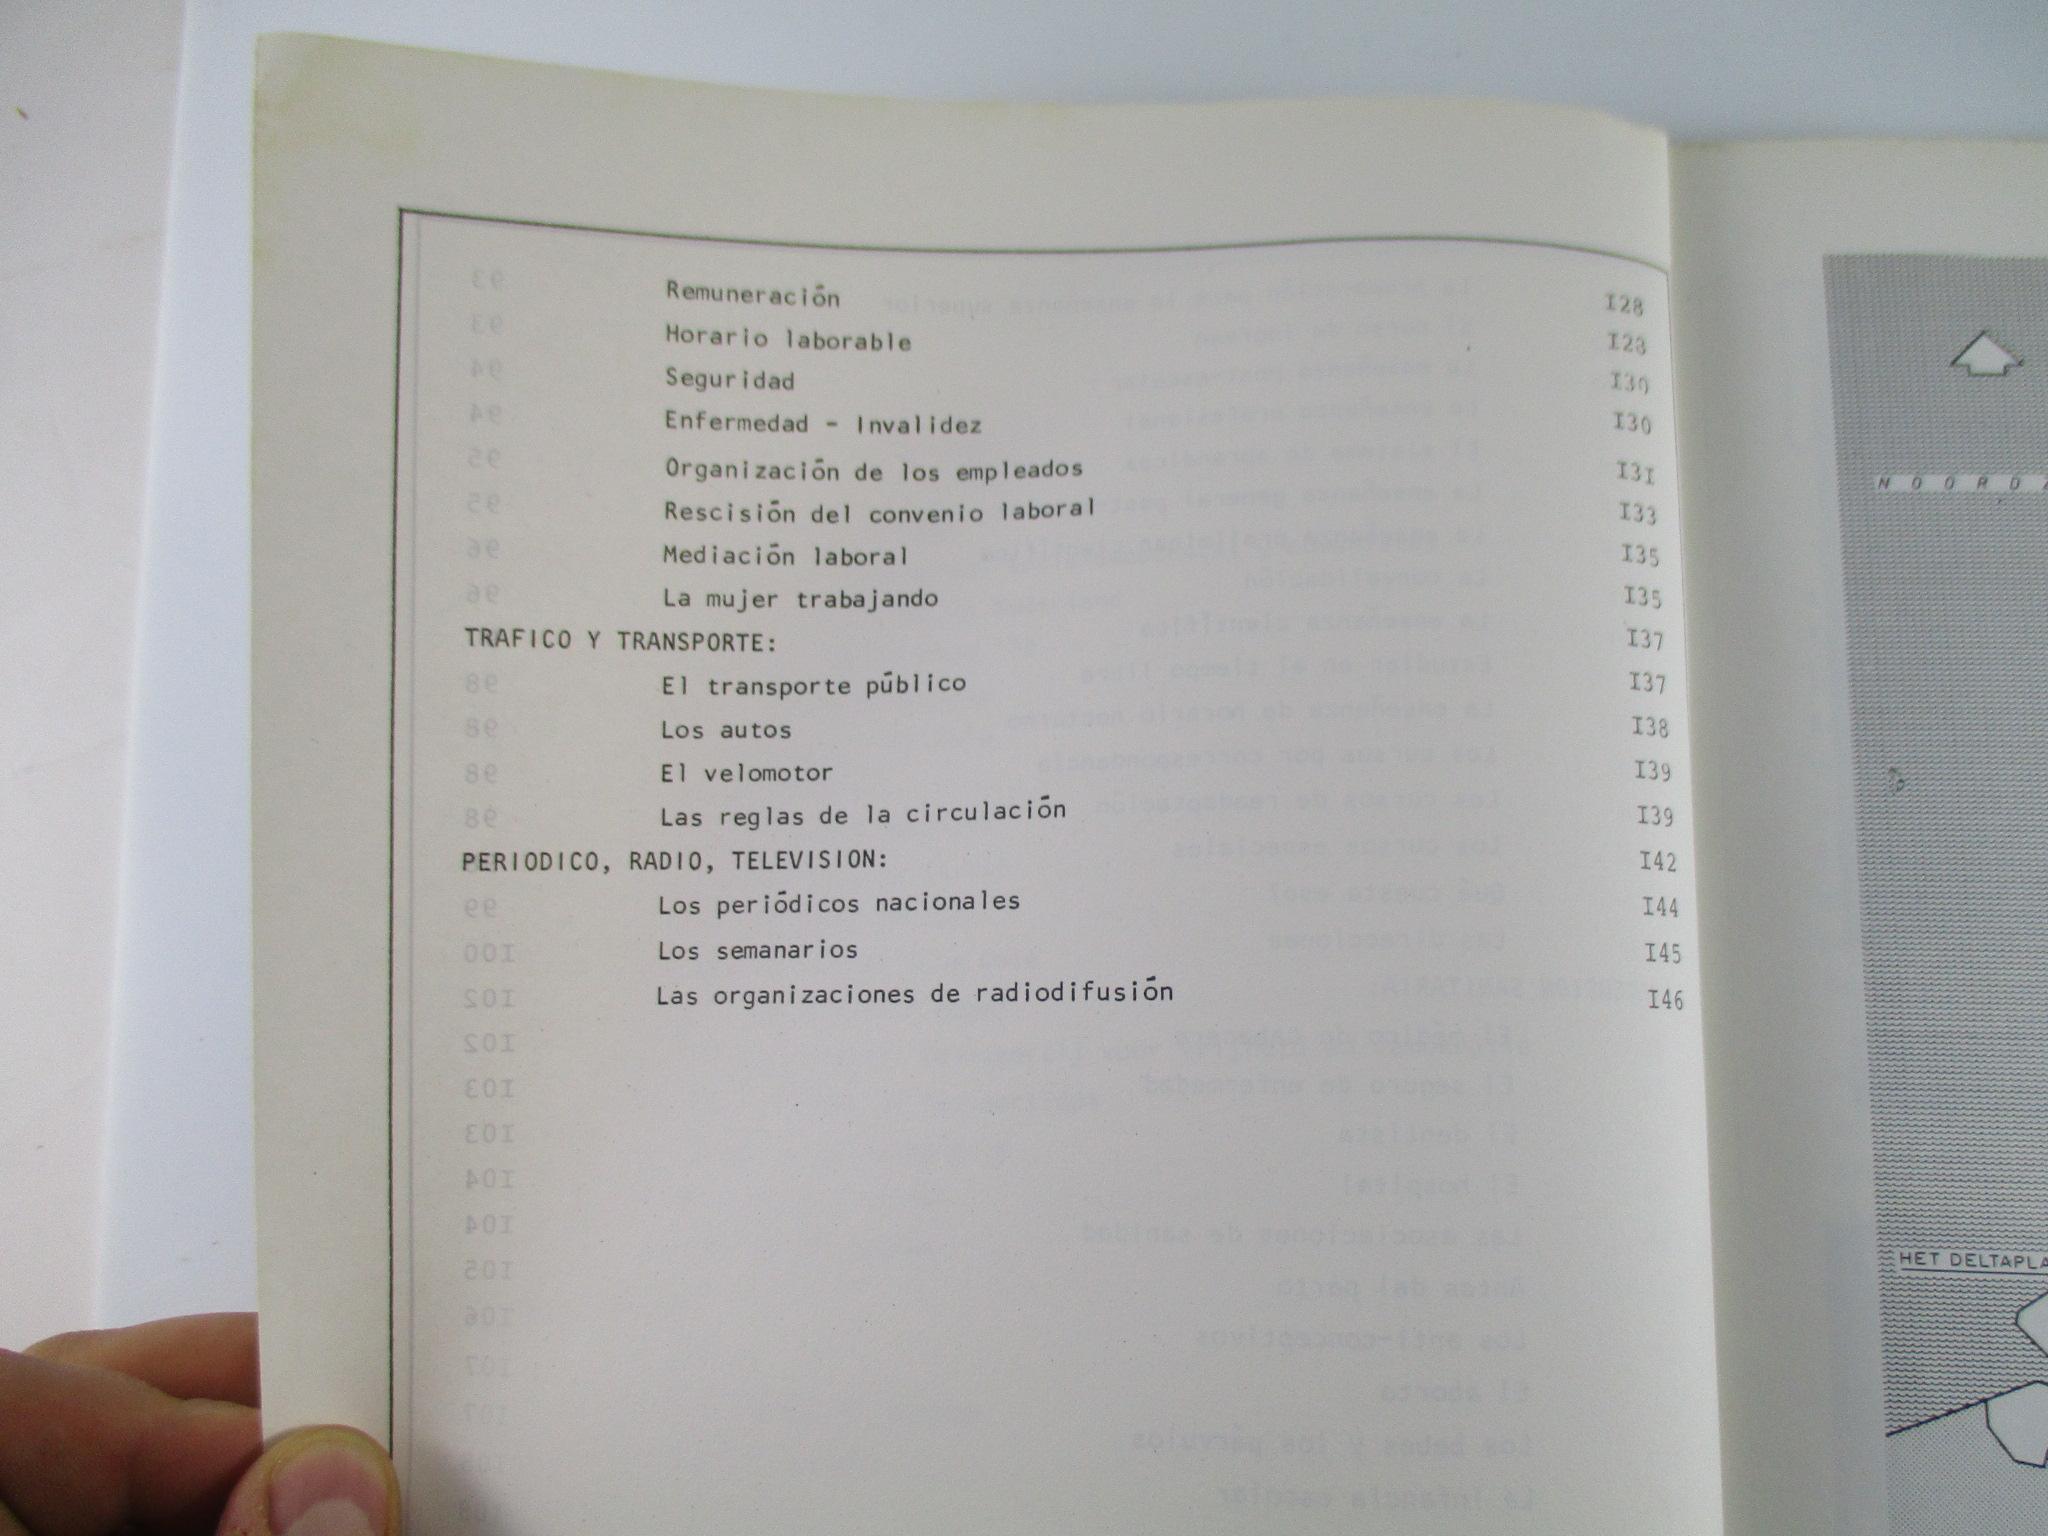 Remuneración I28
Horario laborable I28
Seguridad I30
Enfermedad - Invalidez I30
Organización de los empleados I31
Rescisión del convenio laboral I33
Mediación laboral I35
La mujer trabajando I35
TRAFICO Y TRANSPORTE: I37
El transporte público I37
Los autos I38
El velomotor I39
Las reglas de la circulación I39
PERIODICO, RADIO, TELEVISION: I42
Los periódicos nacionales I44
Los semanarios I45
Las organizaciones de radiodifusión I46
HET